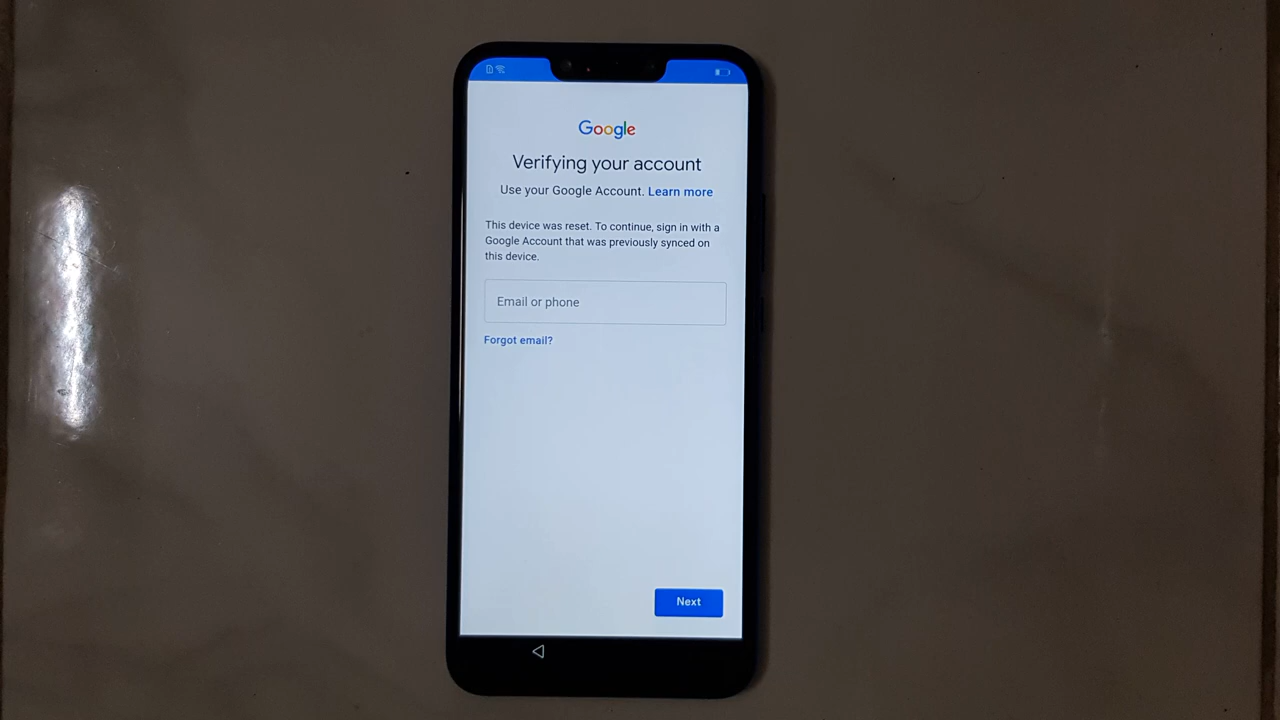 Google
Verifying your account
Use your Google Account. Learn more
This device was reset. To continue, sign in with a
Google Account that was previously synced on
this device.
Email or phone
Forgot email?
Next